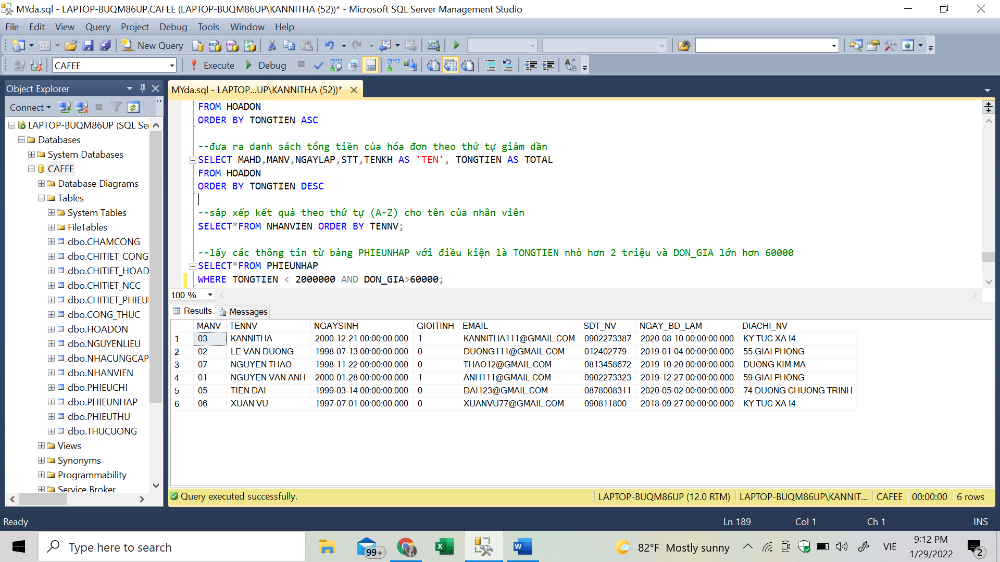 MYda.sql - LAPTOP-BUQM86UP.CAFEE (LAPTOP-BUQM86UP\KANNITHA (52))* - Microsoft SQL Server Management Studio
File Edit View Query Project Debug Tools Window Help
New Query
CAFEE Execute Debug
Object Explorer
Connect
LAPTOP-BUQM86UP (SQL Se
Databases
System Databases
CAFEE
Database Diagrams
Tables
System Tables
FileTables
dbo.CHAMCONG
dbo.CHITIET_CONG
dbo.CHITIET_HOAD
dbo.CHITIET_NCC
dbo.CHITIET_PHIEU
dbo.CONG_THUC
dbo.HOADON
dbo.NGUYENLIEU
dbo.NHACUNGCAP
dbo.NHANVIEN
dbo.PHIEUCHI
dbo.PHIEUNHAP
dbo.PHIEUTHU
dbo.THUCUONG
Views
Synonyms
Programmability
Service Broker
MYda.sql - LAPTOP...UP\KANNITHA (52))*
FROM HOADON
ORDER BY TONGTIEN ASC
--đưa ra danh sách tổng tiền của hóa đơn theo thứ tự giảm dần
SELECT MAHD,MANV,NGAYLAP,STT,TENKH AS 'TEN', TONGTIEN AS TOTAL
FROM HOADON
ORDER BY TONGTIEN DESC
--sắp xếp kết quả theo thứ tự (A-Z) cho tên của nhân viên
SELECT*FROM NHANVIEN ORDER BY TENNV;
--lấy các thông tin từ bảng PHIEUNHAP với điều kiện là TONGTIEN nhỏ hơn 2 triệu và DON_GIA lớn hơn 60000
SELECT*FROM PHIEUNHAP
WHERE TONGTIEN < 2000000 AND DON_GIA>60000;
100 %
Results Messages
MANV TENNV NGAYSINH GIOITINH EMAIL SDT_NV NGAY_BD_LAM DIACHI_NV
1 03 KANNITHA 2000-12-21 00:00:00.000 1 KANNITHA111@GMAIL.COM 0902273387 2020-08-10 00:00:00.000 KY TUC XA t4
2 02 LE VAN DUONG 1998-07-13 00:00:00.000 0 DUONG111@GMAIL.COM 012402779 2019-01-04 00:00:00.000 55 GIAI PHONG
3 07 NGUYEN THAO 1998-11-22 00:00:00.000 0 THAO12@GMAIL.COM 0813458672 2019-10-20 00:00:00.000 DUONG KIM MA
4 01 NGUYEN VAN ANH 2000-01-28 00:00:00.000 1 ANH111@GMAIL.COM 0902273323 2019-12-27 00:00:00.000 59 GIAI PHONG
5 05 TIEN DAI 1999-03-14 00:00:00.000 0 DAI123@GMAIL.COM 0878008311 2020-05-02 00:00:00.000 74 DUONG CHUONG TRINH
6 06 XUAN VU 1997-07-01 00:00:00.000 0 XUANVU77@GMAIL.COM 090811800 2018-09-27 00:00:00.000 KY TUC XA t4
Query executed successfully. LAPTOP-BUQM86UP (12.0 RTM) LAPTOP-BUQM86UP\KANNIT... CAFEE 00:00:00 6 rows
Ready Ln 189 Col 1 Ch 1 INS
Type here to search 99+ 82°F Mostly sunny VIE 9:12 PM
1/29/2022 2